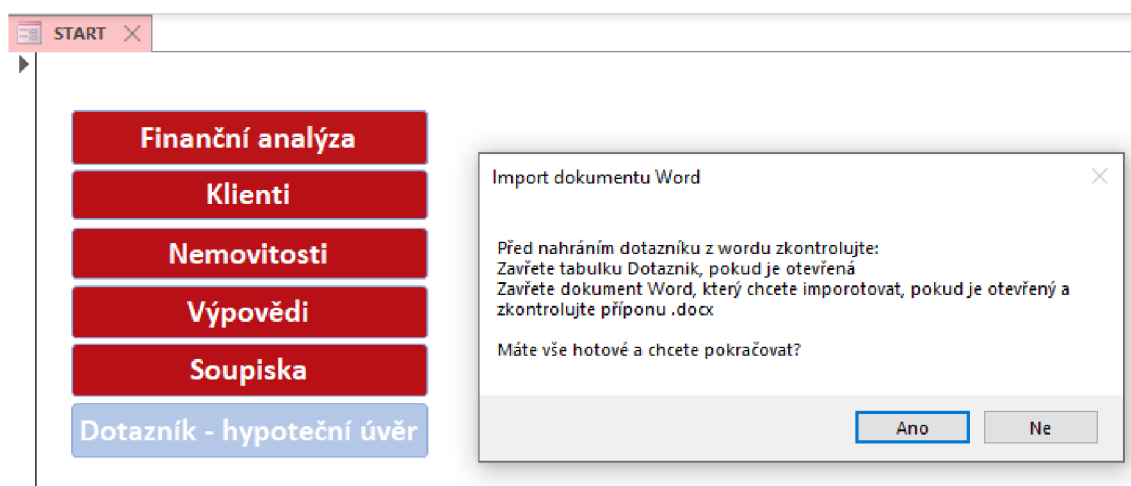 START
Finanční analýza
Klienti
Nemovitosti
Výpovědi
Soupiska
Dotazník - hypoteční úvěr
Import dokumentu Word
Před nahráním dotazníku z wordu zkontrolujte:
Zavřete tabulku Dotaznik, pokud je otevřená
Zavřete dokument Word, který chcete imporotovat, pokud je otevřený a
zkontrolujte příponu .docx
Máte vše hotové a chcete pokračovat?
Ano
Ne